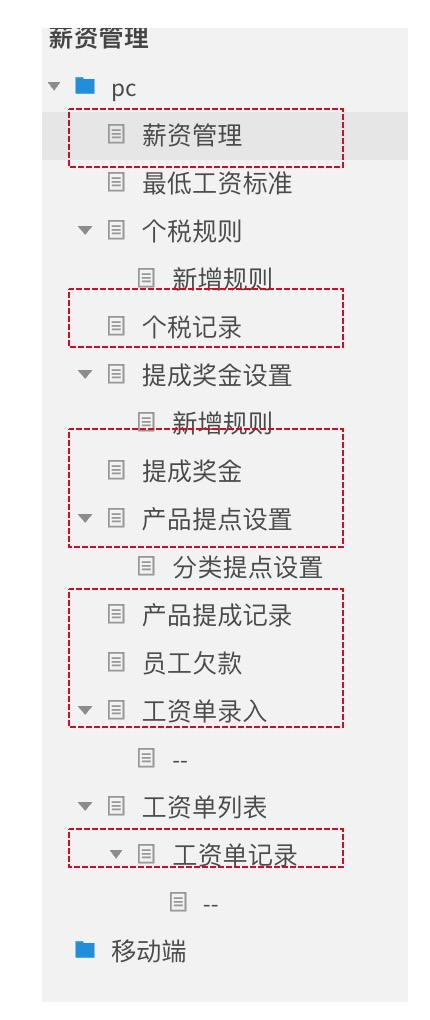 薪资管理
pc
薪资管理
最低工资标准
个税规则
新增规则
个税记录
提成奖金设置
新增规则
提成奖金
产品提点设置
分类提点设置
产品提成记录
员工欠款
工资单录入
--
工资单列表
工资单记录
--
移动端